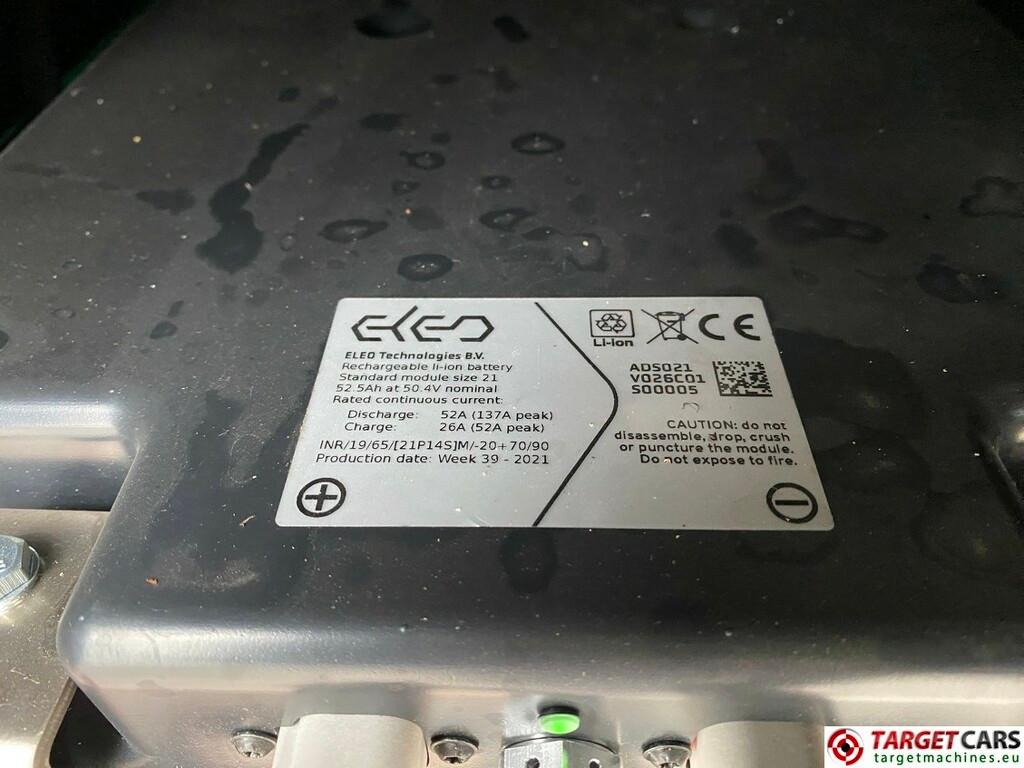 ELEO
ELEO Technologies B.V.
Rechargeable li-ion battery
Standard module size 21
52.5Ah at 50.4V nominal
Rated continuous current:
Discharge: 52A (137A peak)
Charge: 26A (52A peak)
INR/19/65/[21P14S]M/-20+70/90
Production date: Week 39 - 2021
Li-ion
CE
ADS021
V026C01
S00005
CAUTION: do not
disassemble, drop, crush
or puncture the module.
Do not expose to fire.
TARGETCARS
targetmachines.eu